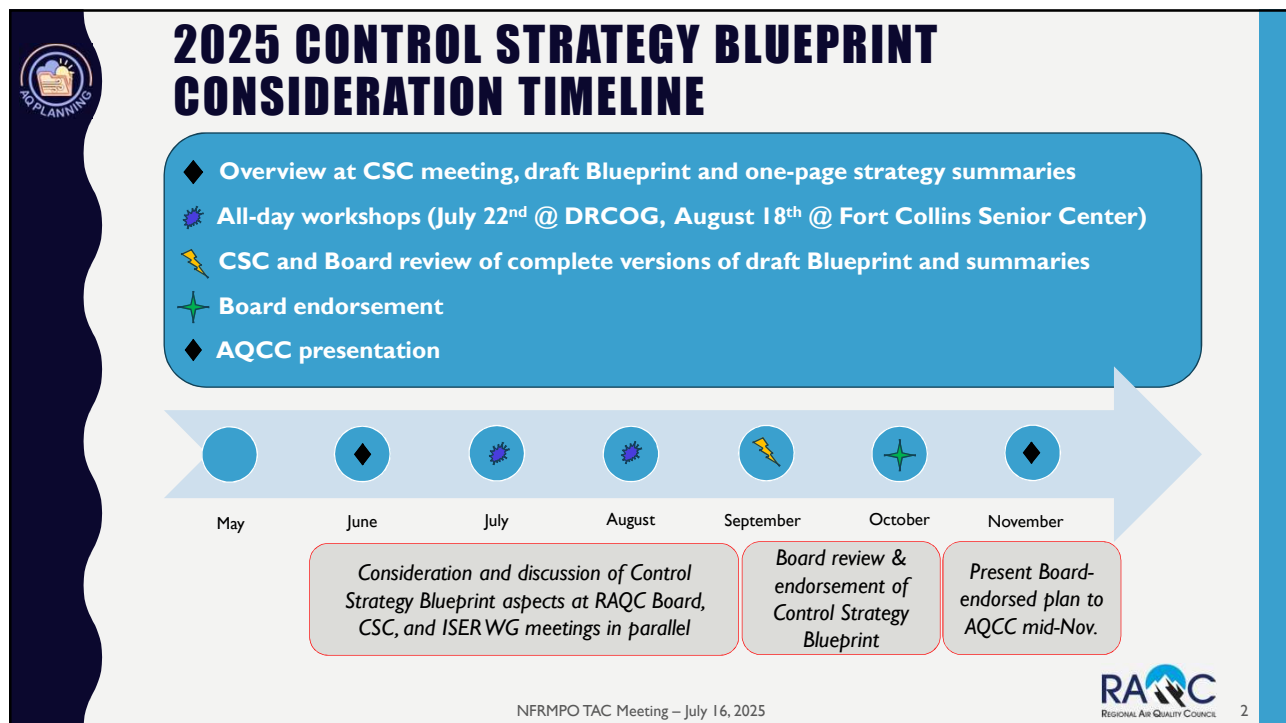 2025 CONTROL STRATEGY BLUEPRINT
CONSIDERATION TIMELINE
AQ PLANNING
Overview at CSC meeting, draft Blueprint and one-page strategy summaries
All-day workshops (July 22nd @ DRCOG, August 18th @ Fort Collins Senior Center)
CSC and Board review of complete versions of draft Blueprint and summaries
Board endorsement
AQCC presentation
May
June
July
August
September
October
November
Consideration and discussion of Control
Strategy Blueprint aspects at RAQC Board,
CSC, and ISER WG meetings in parallel
Board review &
endorsement of
Control Strategy
Blueprint
Present Board-
endorsed plan to
AQCC mid-Nov.
NFRMPO TAC Meeting – July 16, 2025
RAQC
REGIONAL AIR QUALITY COUNCIL
2